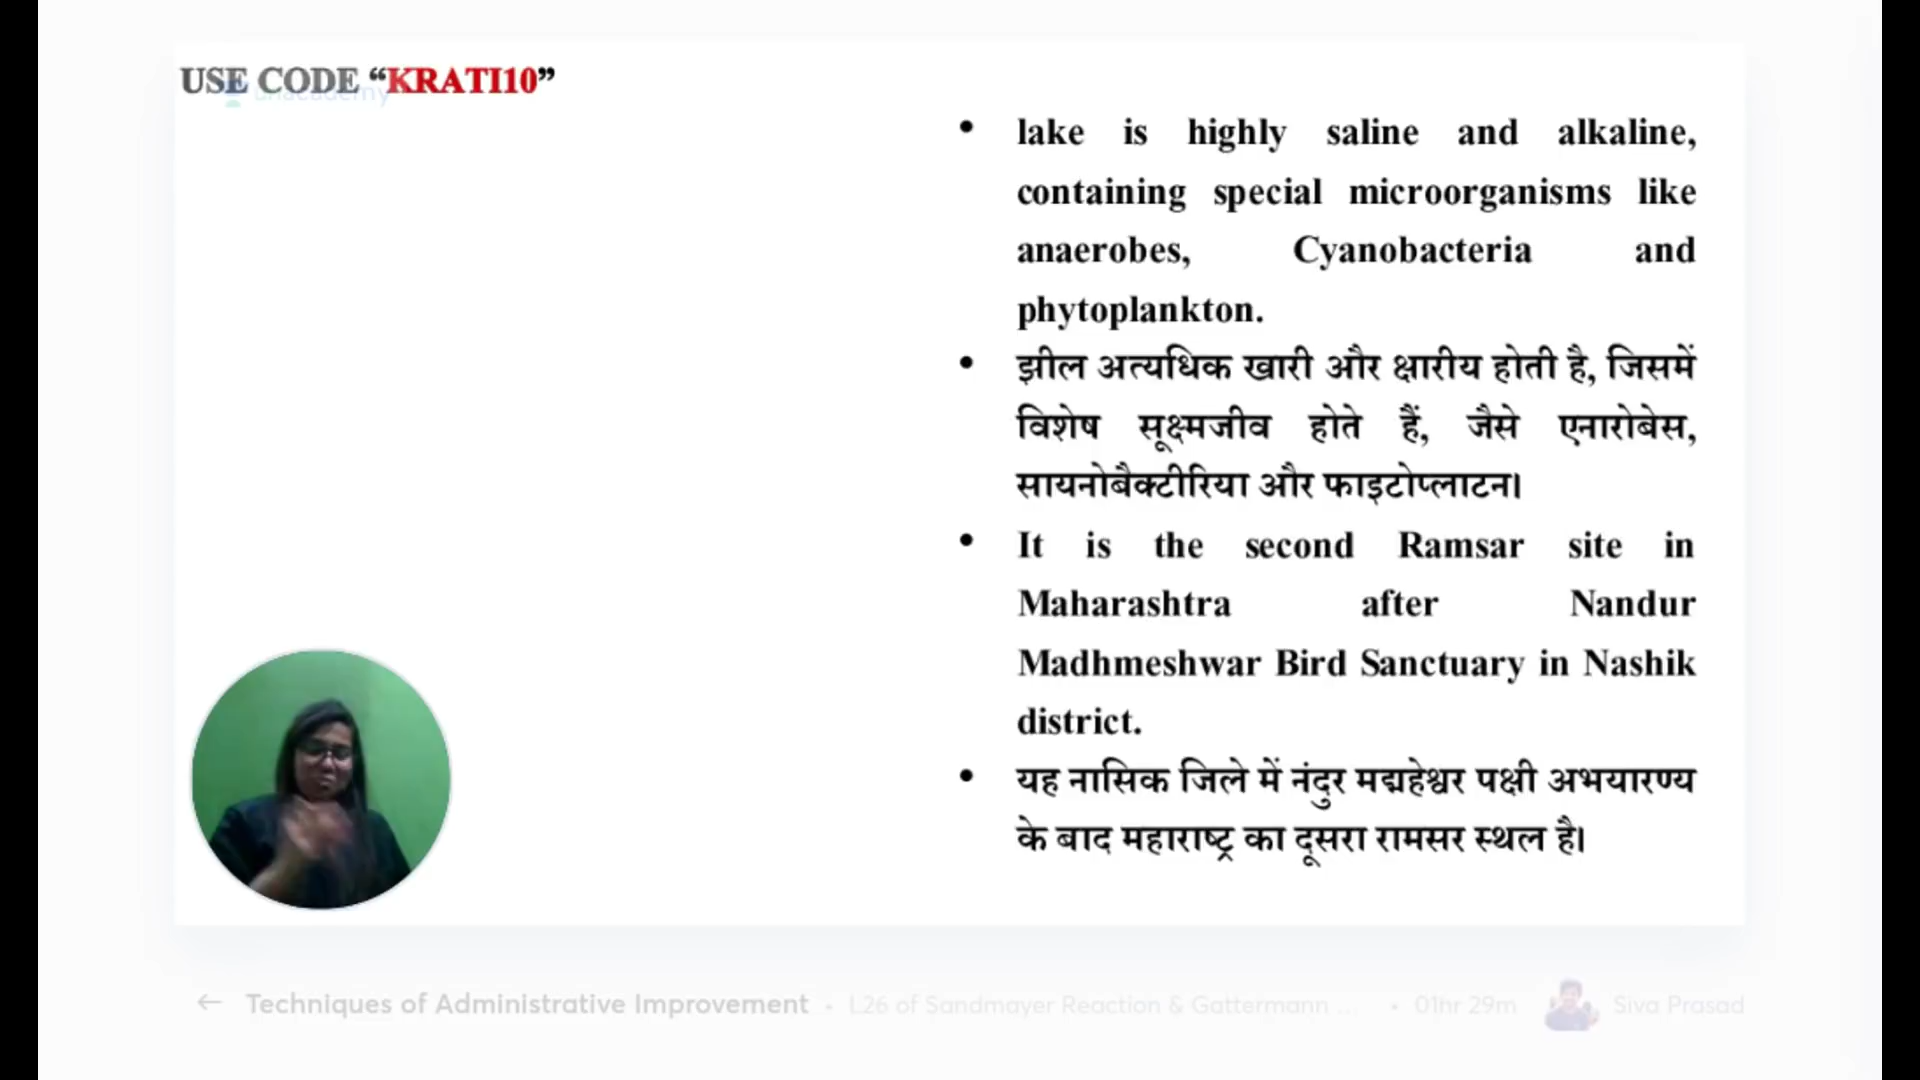 USE CODE “KRATI10”
unacademy
lake is highly saline and alkaline,
containing special microorganisms like
anaerobes, Cyanobacteria and
phytoplankton.
झील अत्यधिक खारी और क्षारीय होती है, जिसमें
विशेष सूक्ष्मजीव होते हैं, जैसे एनारोबेस,
सायनोबैक्टीरिया और फाइटोप्लाटन।
It is the second Ramsar site in
Maharashtra after Nandur
Madhmeshwar Bird Sanctuary in Nashik
district.
यह नासिक जिले में नंदुर मद्महेश्वर पक्षी अभयारण्य
के बाद महाराष्ट्र का दूसरा रामसर स्थल है।
← Techniques of Administrative Improvement • L26 of Sandmayer Reaction & Gattermann ... • 01hr 29m Siva Prasad